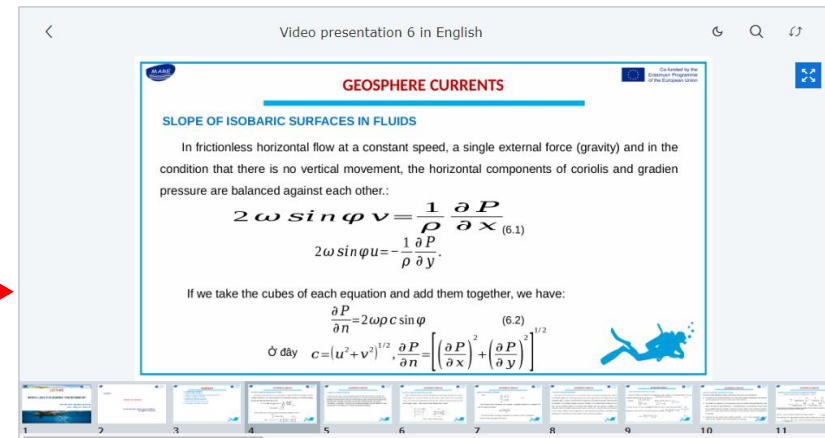 Video presentation 6 in English
MARE
Co-funded by the
Erasmus+ Programme
of the European Union
GEOSPHERE CURRENTS
SLOPE OF ISOBARIC SURFACES IN FLUIDS
In frictionless horizontal flow at a constant speed, a single external force (gravity) and in the
condition that there is no vertical movement, the horizontal components of coriolis and gradien
pressure are balanced against each other.:
2 ω sin φ v = 1/ρ ∂P/∂x (6.1)
2ω sin φu = − 1/ρ ∂P/∂y.
If we take the cubes of each equation and add them together, we have:
∂P/∂n = 2ωρc sin φ (6.2)
Ở đây c=(u²+v²)^1/2, ∂P/∂n = [(∂P/∂x)² + (∂P/∂y)²]^1/2
1 2 3 4 5 6 7 8 9 10 11